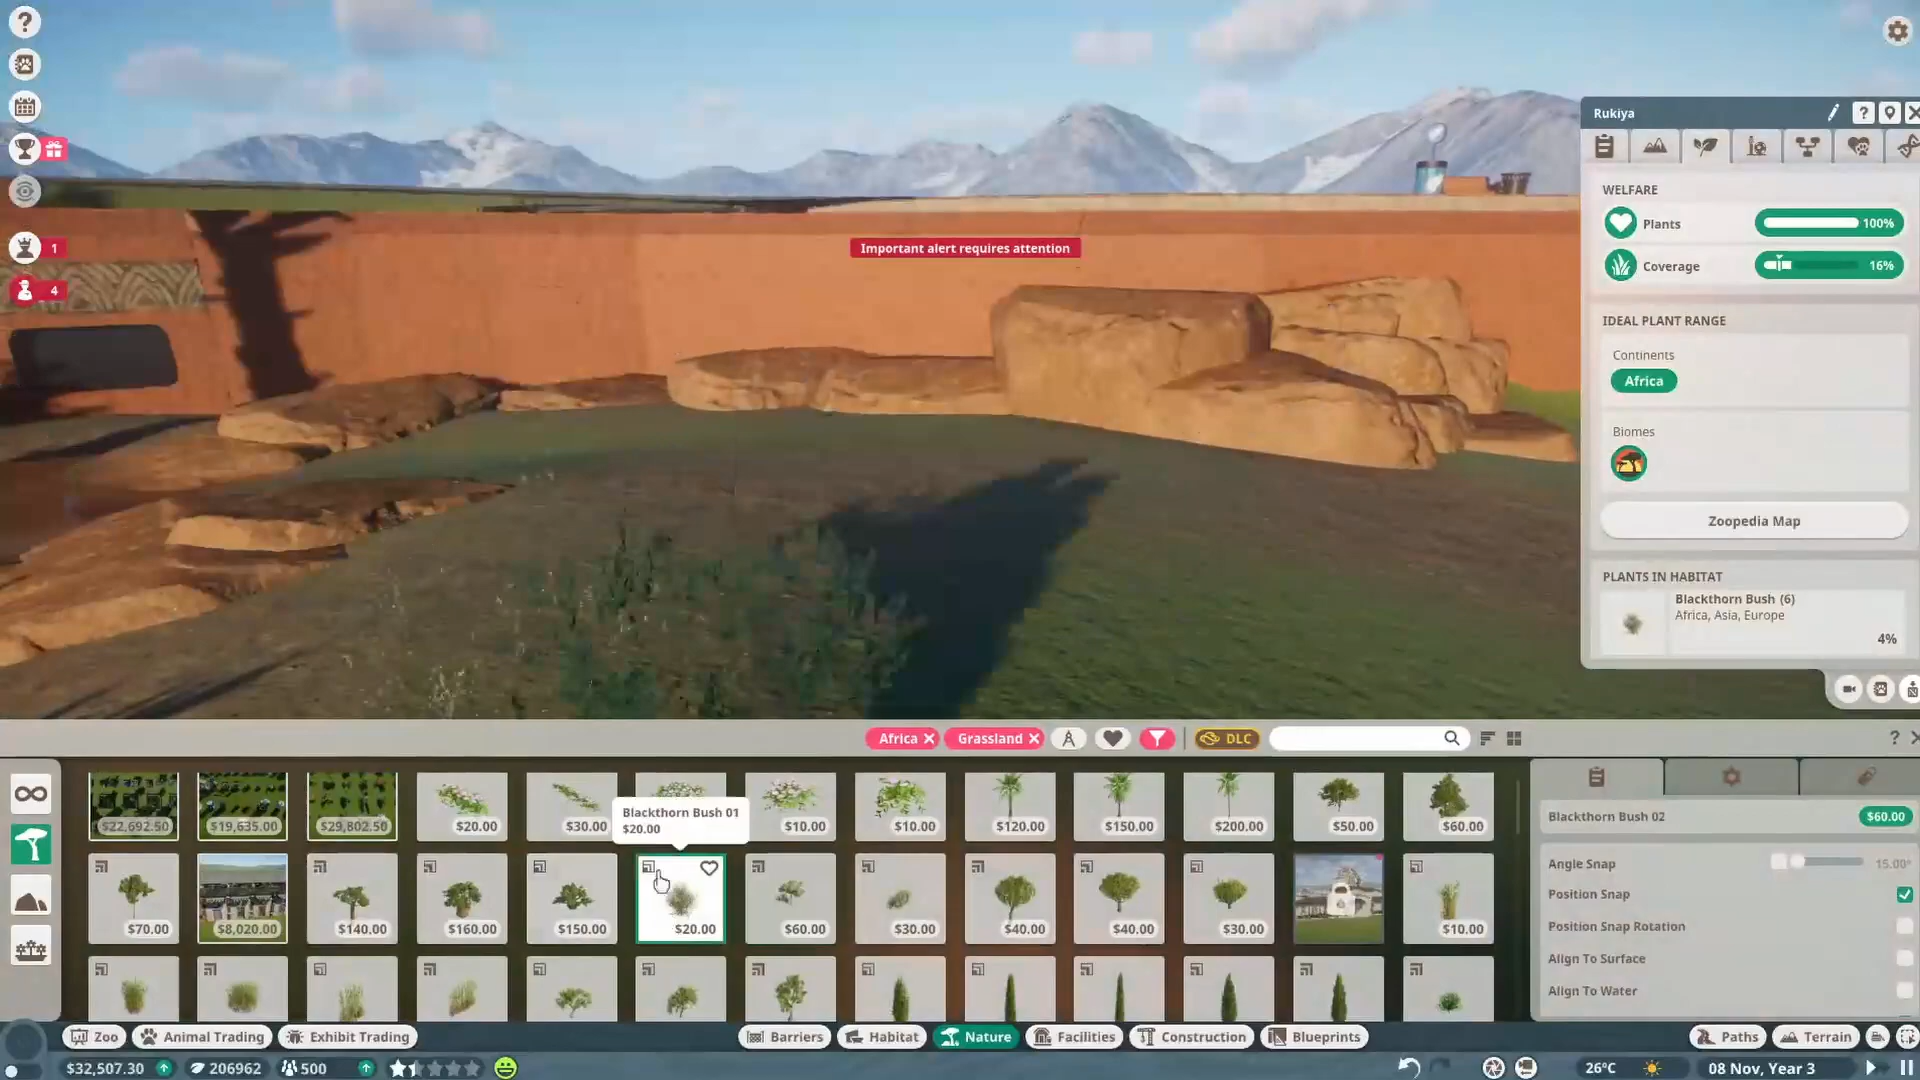 Rukiya
?
WELFARE
Plants
100%
Coverage
16%
IDEAL PLANT RANGE
Continents
Africa
Biomes
Zoopedia Map
PLANTS IN HABITAT
Blackthorn Bush (6)
Africa, Asia, Europe
4%
?
1
4
Important alert requires attention
Africa
Grassland
DLC
?
$22,692.50
$19,635.00
$29,802.50
$20.00
$30.00
$10.00
$10.00
$120.00
$150.00
$200.00
$50.00
$60.00
Blackthorn Bush 01
$20.00
$70.00
$8,020.00
$140.00
$160.00
$150.00
$20.00
$60.00
$30.00
$40.00
$40.00
$30.00
$10.00
Blackthorn Bush 02
$60.00
Angle Snap
15.00°
Position Snap
Position Snap Rotation
Align To Surface
Align To Water
Zoo
Animal Trading
Exhibit Trading
Barriers
Habitat
Nature
Facilities
Construction
Blueprints
Paths
Terrain
$32,507.30
206962
500
26°C
08 Nov, Year 3